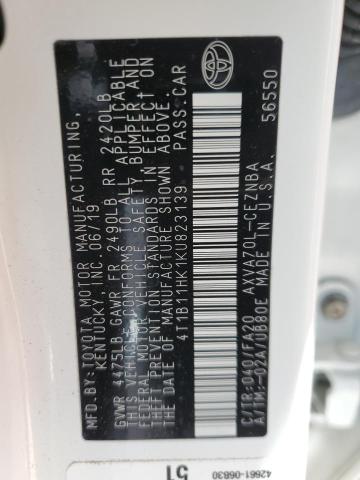 MFD.BY: TOYOTA MOTOR MANUFACTURING,
KENTUCKY, INC. 06/19
GVWR 4475LB GAWR FR 2490LB RR 2420LB
THIS VEHICLE CONFORMS TO ALL APPLICABLE
FEDERAL MOTOR VEHICLE SAFETY, BUMPER, AND
THEFT PREVENTION STANDARDS IN EFFECT ON
THE DATE OF MANUFACTURE SHOWN ABOVE.
4T1B11HK1KU823139 PASS.CAR
C/TR:040/FA20 AXVA70L-CEZNBA
A/TM:-02A/UB80E MADE IN U.S.A. 56550
42661-06B30
51